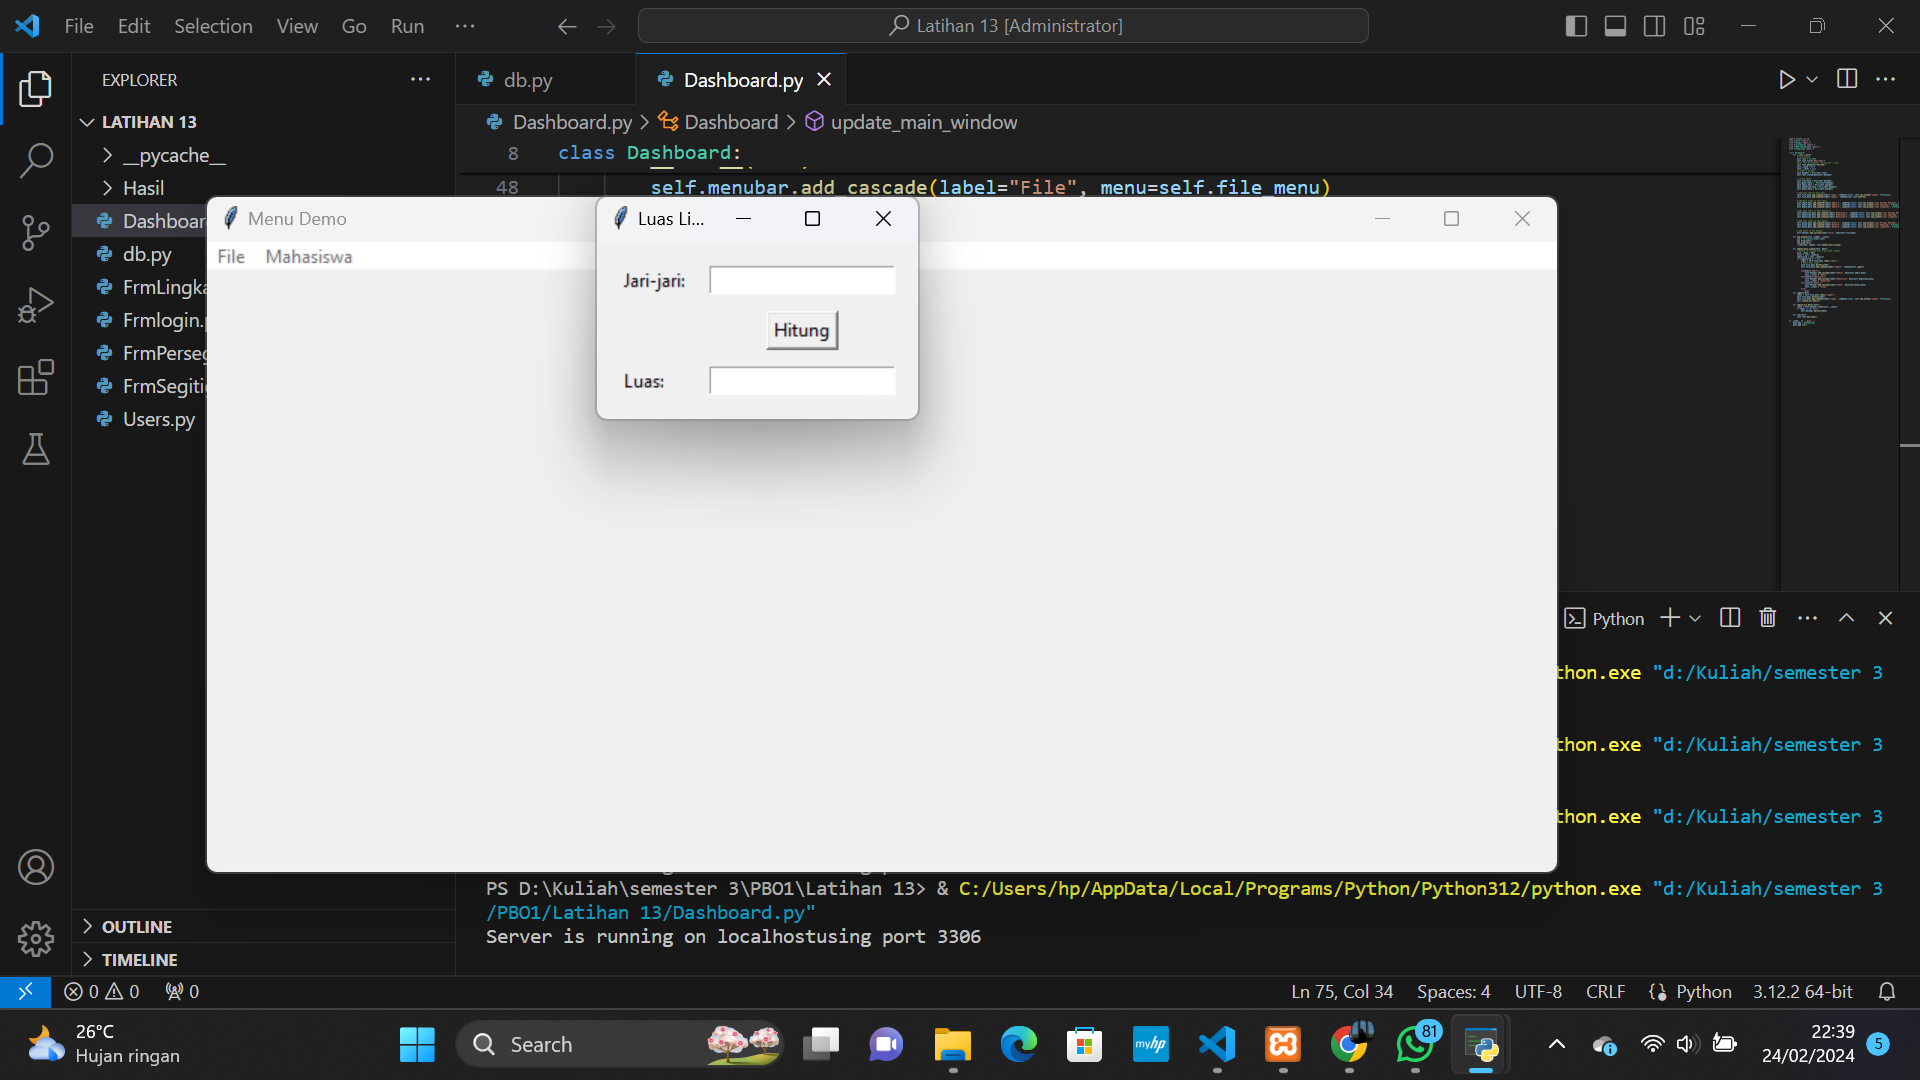 File Edit Selection View Go Run ···
Latihan 13 [Administrator]
EXPLORER
db.py
Dashboard.py
LATIHAN 13
Dashboard.py > Dashboard > update_main_window
__pycache__
8 class Dashboard:
Hasil
48 self.menubar.add_cascade(label="File", menu=self.file_menu)
Dashboar
db.py
FrmLingka
Frmlogin.
FrmPerseg
FrmSegitig
Users.py
Menu Demo
File Mahasiswa
Luas Li...
Jari-jari:
Hitung
Luas:
Python
thon.exe "d:/Kuliah/semester 3
thon.exe "d:/Kuliah/semester 3
thon.exe "d:/Kuliah/semester 3
PS D:\Kuliah\semester 3\PBO1\Latihan 13> & C:/Users/hp/AppData/Local/Programs/Python/Python312/python.exe "d:/Kuliah/semester 3
/PBO1/Latihan 13/Dashboard.py"
Server is running on localhostusing port 3306
OUTLINE
TIMELINE
0 0 0
Ln 75, Col 34 Spaces: 4 UTF-8 CRLF Python 3.12.2 64-bit
26°C
Hujan ringan
Search
myhp
81
22:39
24/02/2024
5